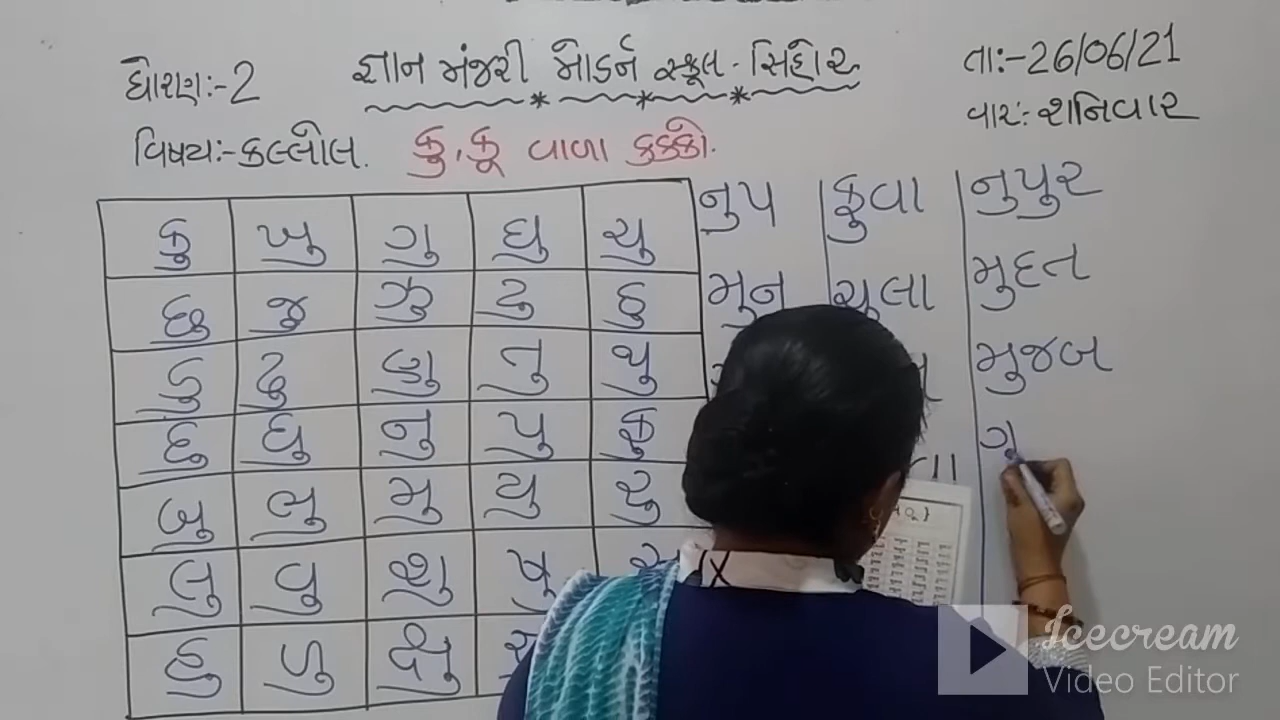 ધોરણ:-2 જ્ઞાન મંજરી મોડર્ન સ્કૂલ - સિહોર તા:-26/06/21
વાર: શનિવાર
વિષય:- કલ્લોલ. કુ, કૂ વાળા કક્કો.
કુ ખુ ગુ ઘુ ચુ
છુ જુ ઝુ ટુ ઠુ
ડુ ઢુ ણુ તુ થુ
દુ ધુ નુ પુ ફુ
બુ ભુ મુ યુ રુ
લુ વુ શુ ષુ
હુ ળુ ક્ષુ
નુપ કુવા નુપુર
મુન ચુલા મુદત
મુજબ
ગુ
Icecream
Video Editor